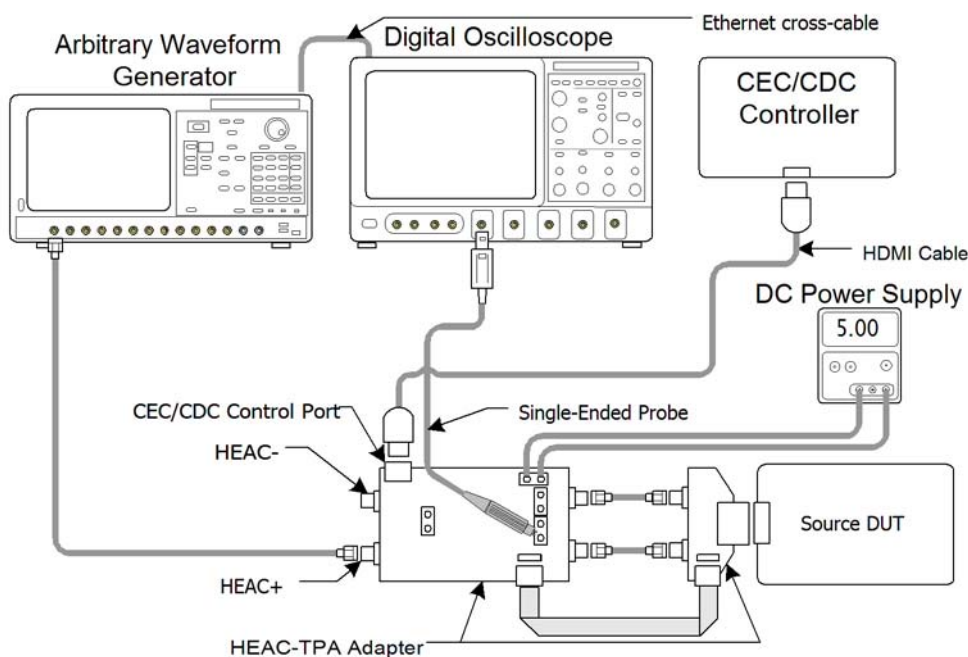 Ethernet cross-cable
Arbitrary Waveform
Generator
Digital Oscilloscope
CEC/CDC
Controller
HDMI Cable
DC Power Supply
5.00
CEC/CDC Control Port
Single-Ended Probe
HEAC-
Source DUT
HEAC+
HEAC-TPA Adapter